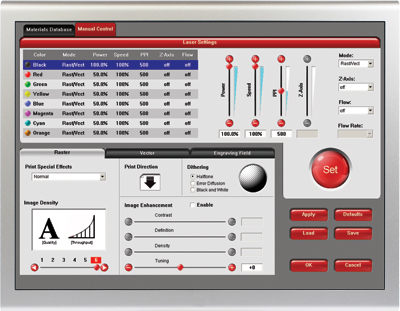 Materials Database Manual Control
Laser Settings
Color Mode Power Speed PPI Z-Axis Flow
Black Rast/Vect 100.0% 100% 500 off off
Red Rast/Vect 50.0% 100% 500 off off
Green Rast/Vect 50.0% 100% 500 off off
Yellow Rast/Vect 50.0% 100% 500 off off
Blue Rast/Vect 50.0% 100% 500 off off
Magenta Rast/Vect 50.0% 100% 500 off off
Cyan Rast/Vect 50.0% 100% 500 off off
Orange Rast/Vect 50.0% 100% 500 off off
Power
Speed
PPI
Z-Axis
100.0% 100% 500
Mode:
Rast/Vect
Z-Axis:
off
Flow:
off
Flow Rate:
Set
Apply Defaults
Load Save
OK Cancel
Raster Vector Engraving Field
Print Special Effects
Normal
Image Density
A
(Quality) (Throughput)
1 2 3 4 5 6
Print Direction
Dithering
Halftone
Error Diffusion
Black and White
Image Enhancement Enable
Contrast
Definition
Density
Tuning
+8